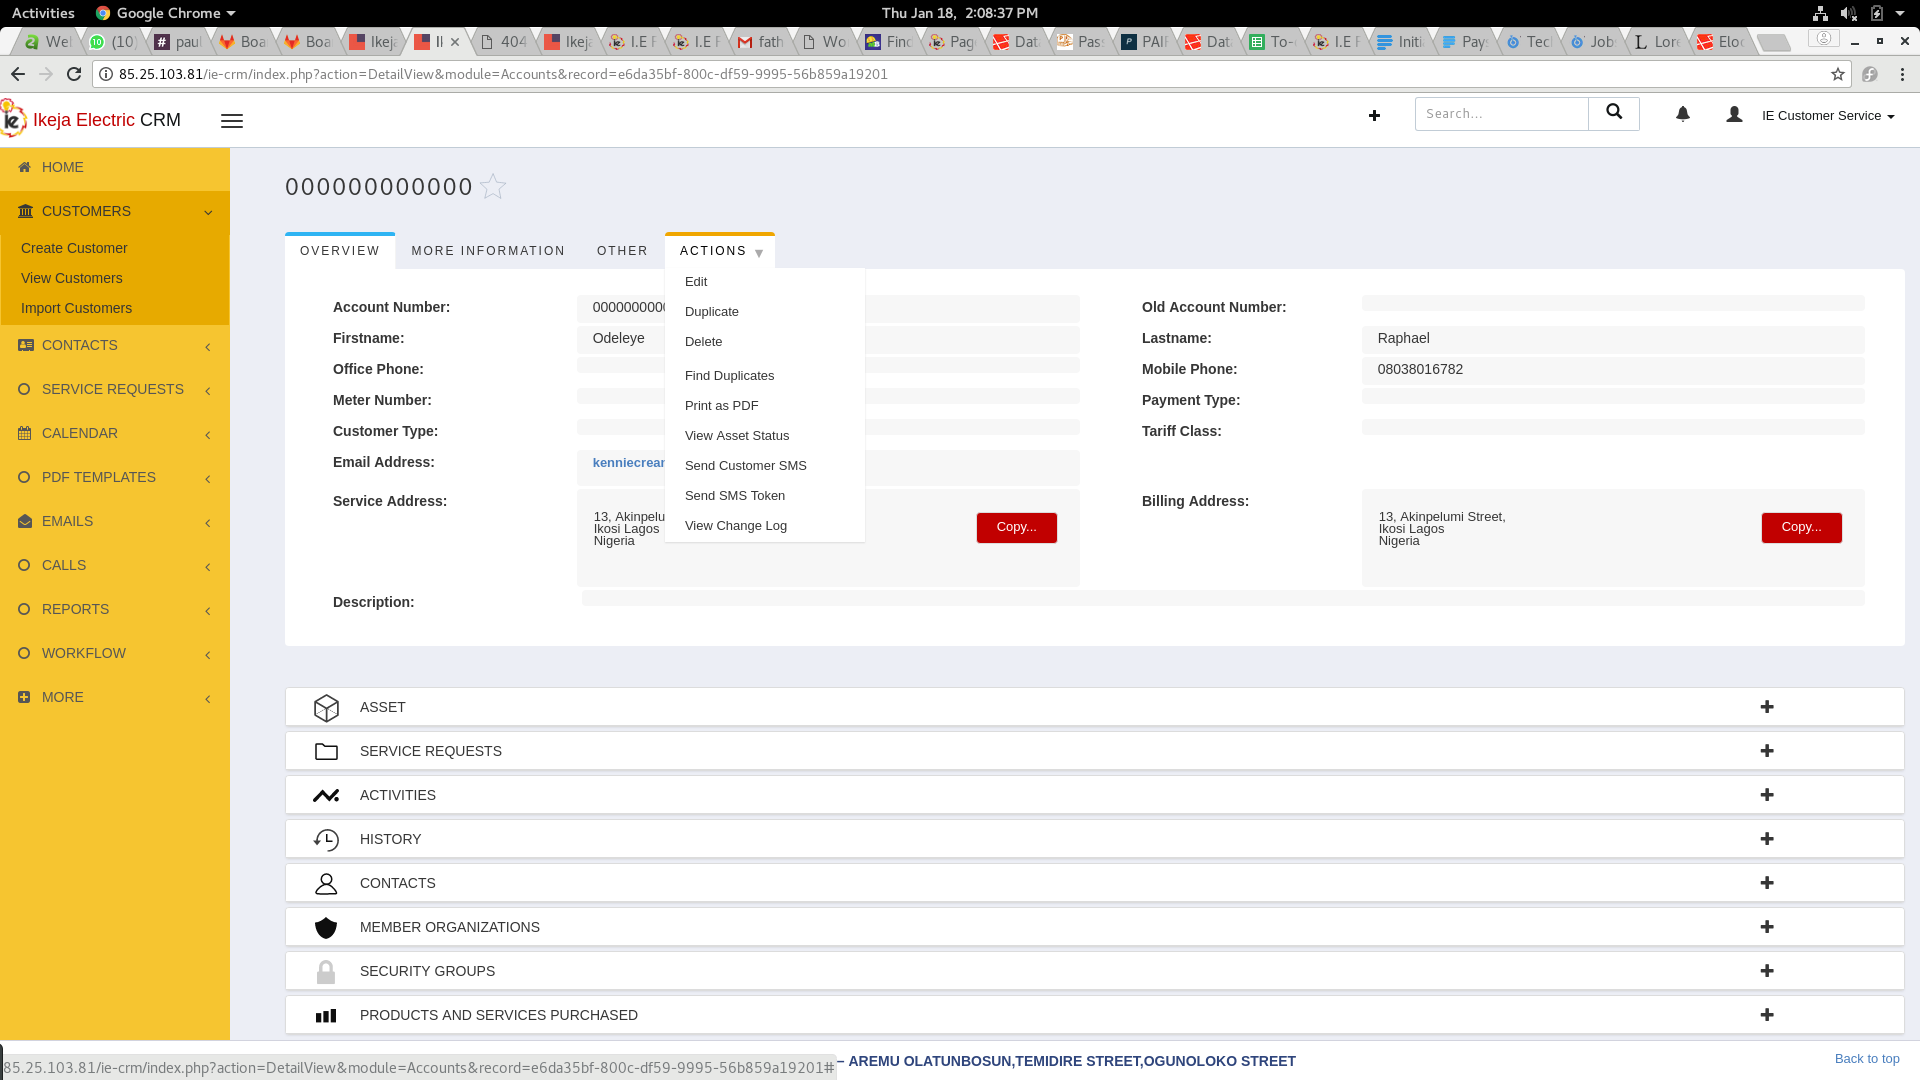 Activities Google Chrome Thu Jan 18, 2:08:37 PM
Wel (10) paul Boa Boa Ikeja 404 Ikeja I.E F I.E F fath Wo Find Pag Dat Pas PAIF Dat To- I.E F Initi Pays Tec Job Lore Eloc
85.25.103.81/ie-crm/index.php?action=DetailView&module=Accounts&record=e6da35bf-800c-df59-9995-56b859a19201
Ikeja Electric CRM Search... IE Customer Service
HOME
CUSTOMERS
Create Customer
View Customers
Import Customers
CONTACTS
SERVICE REQUESTS
CALENDAR
PDF TEMPLATES
EMAILS
CALLS
REPORTS
WORKFLOW
MORE
000000000000
OVERVIEW MORE INFORMATION OTHER ACTIONS
Edit
Duplicate
Delete
Find Duplicates
Print as PDF
View Asset Status
Send Customer SMS
Send SMS Token
View Change Log
Account Number: 0000000000 Old Account Number:
Firstname: Odeleye Lastname: Raphael
Office Phone: Mobile Phone: 08038016782
Meter Number: Payment Type:
Customer Type: Tariff Class:
Email Address: kenniecrear
Service Address: Billing Address:
13, Akinpelu 13, Akinpelumi Street,
Ikosi Lagos Copy... Ikosi Lagos Copy...
Nigeria Nigeria
Description:
ASSET
SERVICE REQUESTS
ACTIVITIES
HISTORY
CONTACTS
MEMBER ORGANIZATIONS
SECURITY GROUPS
PRODUCTS AND SERVICES PURCHASED
– AREMU OLATUNBOSUN,TEMIDIRE STREET,OGUNOLOKO STREET Back to top
85.25.103.81/ie-crm/index.php?action=DetailView&module=Accounts&record=e6da35bf-800c-df59-9995-56b859a19201#